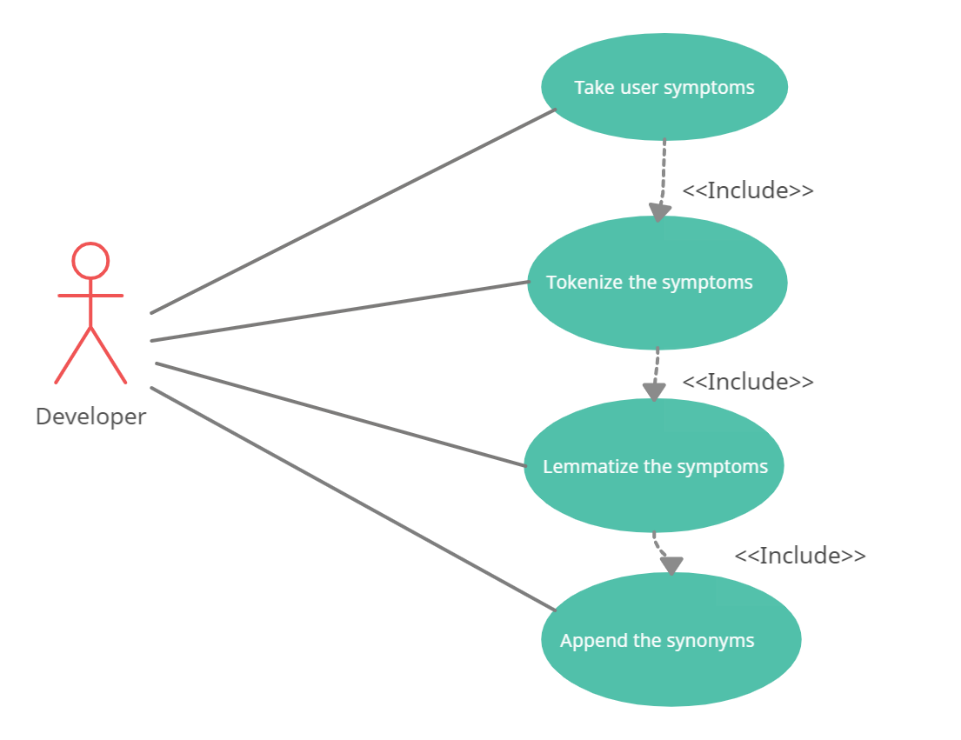 Take user symptoms
<<Include>>
Tokenize the symptoms
<<Include>>
Developer
Lemmatize the symptoms
<<Include>>
Append the synonyms